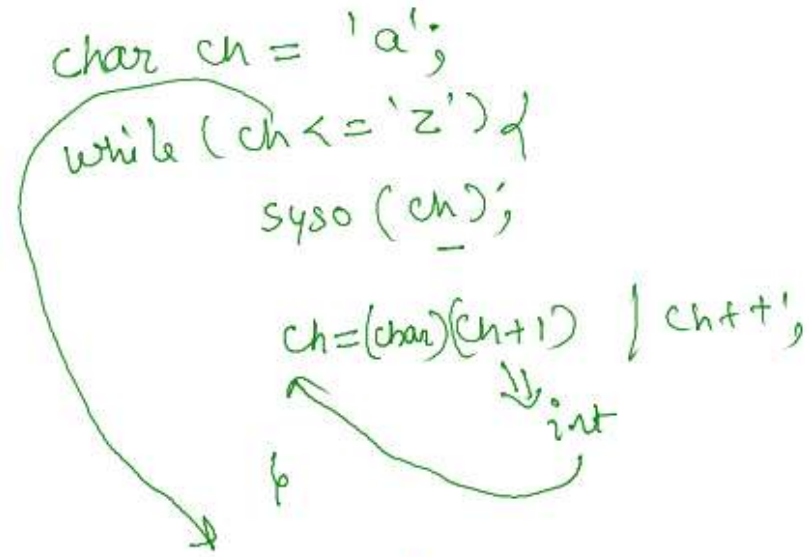 char ch = 'a';
while (ch <= 'z') {
syso (ch);
ch=(char)(ch+1) / ch++;
int
}